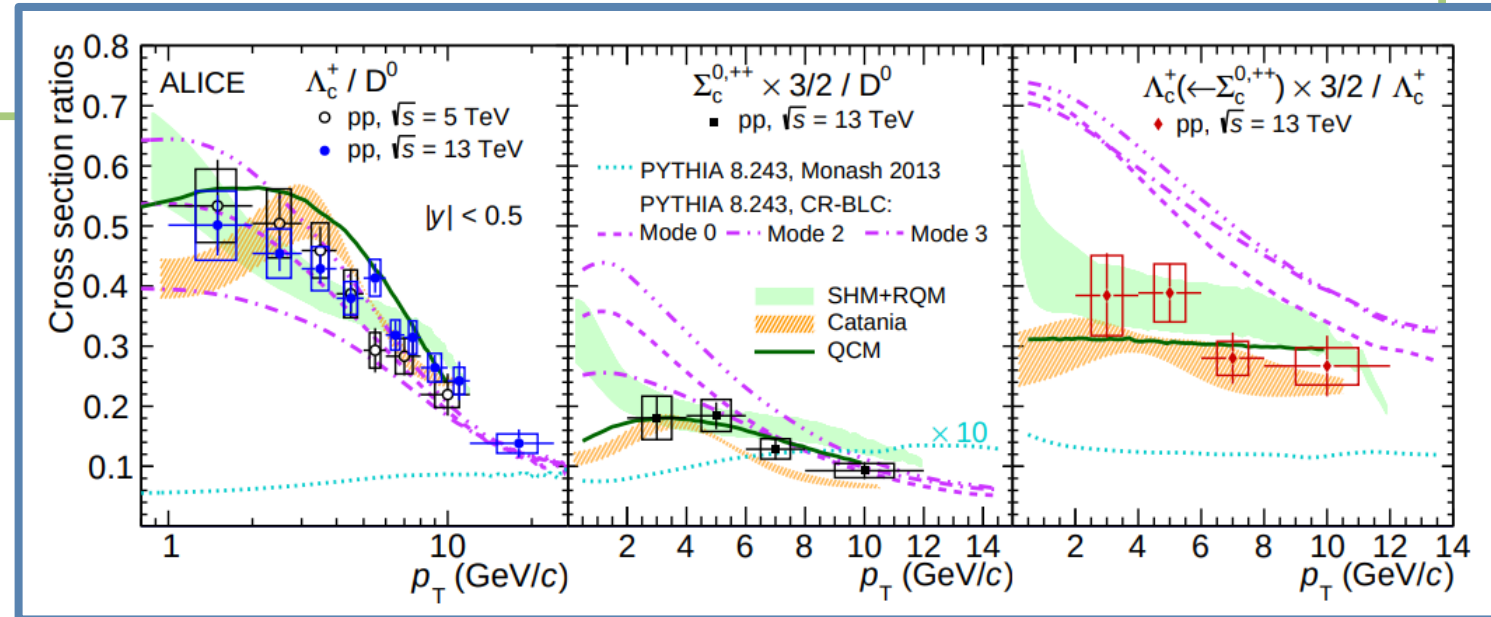 Cross section ratios
0.8
0.7
0.6
0.5
0.4
0.3
0.2
0.1
ALICE
Λc+ / D0
pp, √s = 5 TeV
pp, √s = 13 TeV
|y| < 0.5
1 10
pT (GeV/c)
Σc0,++ × 3/2 / D0
pp, √s = 13 TeV
PYTHIA 8.243, Monash 2013
PYTHIA 8.243, CR-BLC:
Mode 0 Mode 2 Mode 3
SHM+RQM
Catania
QCM
×10
2 4 6 8 10 12 14
pT (GeV/c)
Λc+(←Σc0,++) × 3/2 / Λc+
pp, √s = 13 TeV
2 4 6 8 10 12 14
pT (GeV/c)